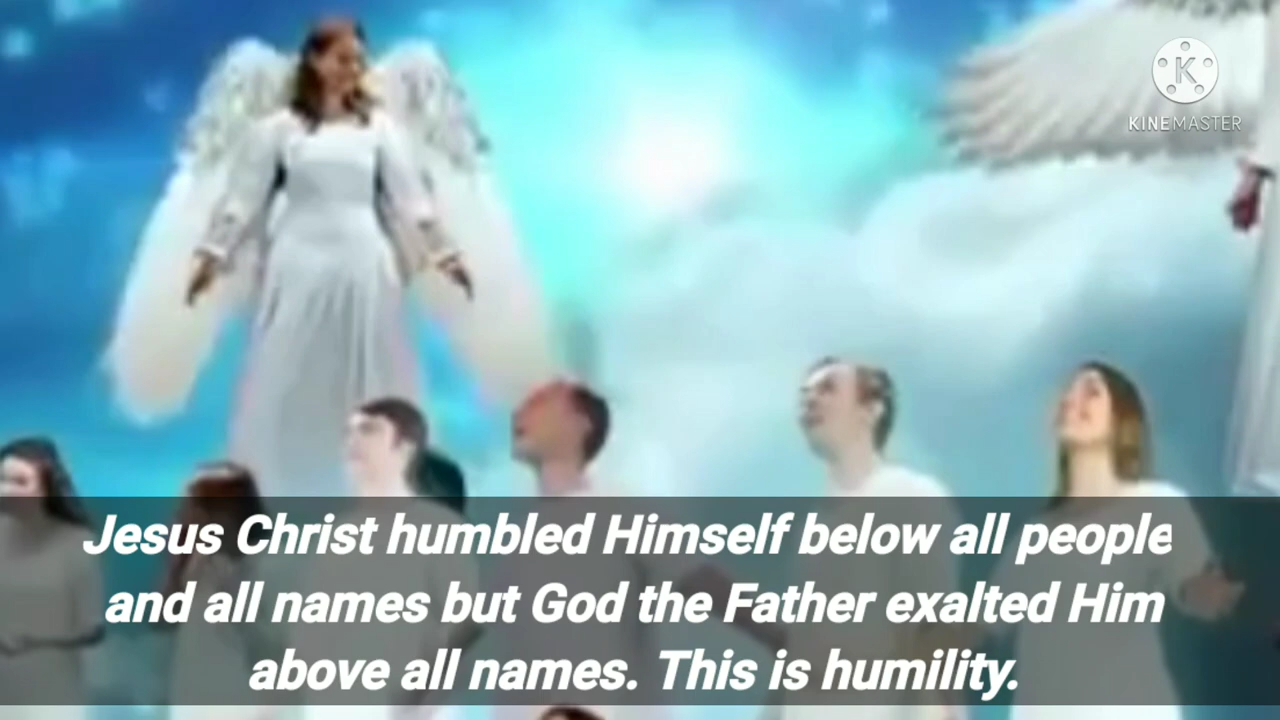 K
KINEMASTER
Jesus Christ humbled Himself below all people
and all names but God the Father exalted Him
above all names. This is humility.